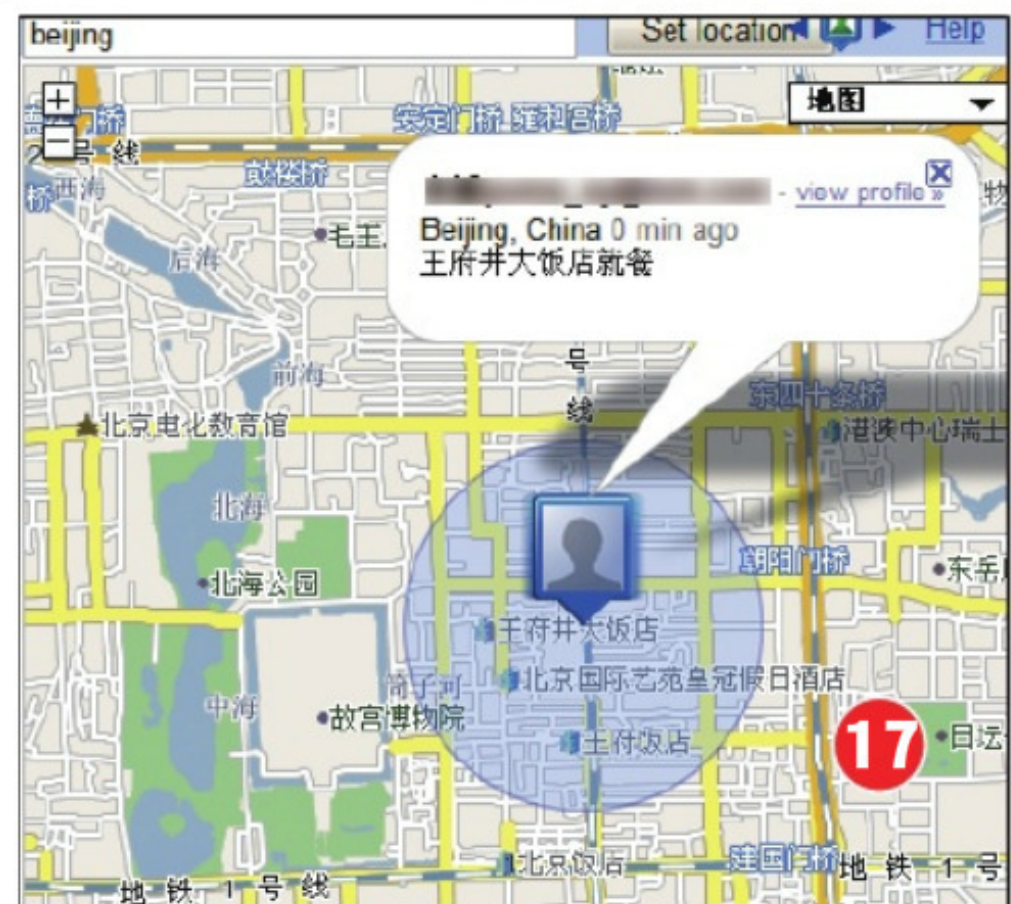 beijing
Set location
Help
地图
安定门桥 雍和宫桥
2 号 线
鼓楼桥
桥
西海
view profile »
Beijing, China 0 min ago
王府井大饭店就餐
毛王
后海
前海
号
线
东四十条桥
北京电化教育馆
港澳中心瑞士
北海
朝阳门桥
北海公园
东岳
王府井大饭店
北京国际艺苑皇冠假日酒店
筒子河
中海
故宫博物院
17
日坛
王府饭店
北京饭店
建国门桥
地 铁 1 号
地 铁 1 号 线